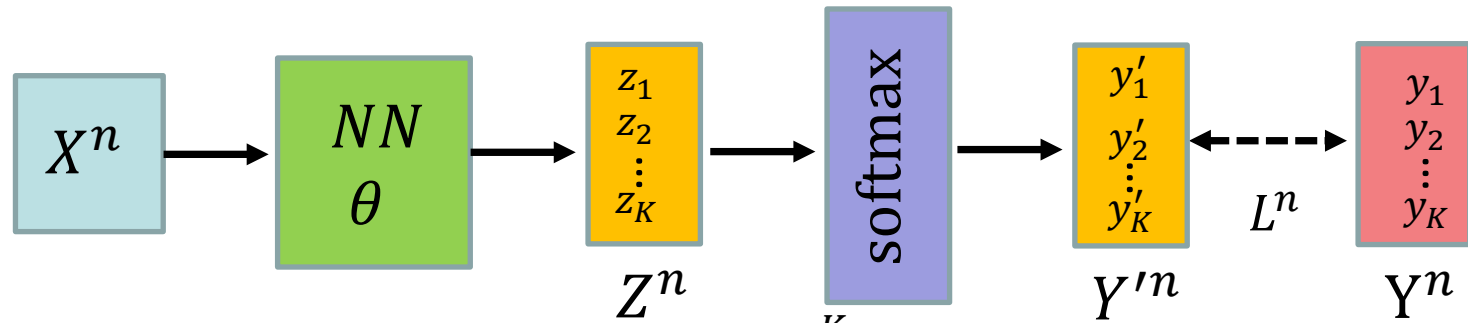 Xⁿ
NN
θ
z₁
z₂
⋮
z_K
Zⁿ
softmax
y′₁
y′₂
⋮
y′_K
Y′ⁿ
Lⁿ
y₁
y₂
⋮
y_K
Yⁿ
K